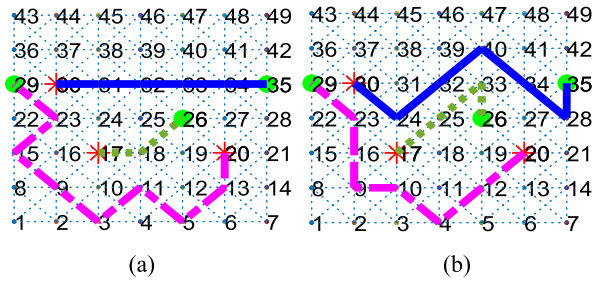 43 44 45 46 47 48 49 43 44 45 46 47 48 49
36 37 38 39 40 41 42 36 37 38 39 40 41 42
29 30 31 32 33 34 35 29 30 31 32 33 34 35
22 23 24 25 26 27 28 22 23 24 25 26 27 28
15 16 17 18 19 20 21 15 16 17 18 19 20 21
8 9 10 11 12 13 14 8 9 10 11 12 13 14
1 2 3 4 5 6 7 1 2 3 4 5 6 7
(a) (b)